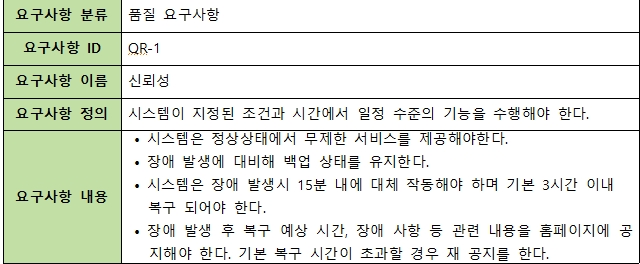 요구사항 분류 품질 요구사항
요구사항 ID QR-1
요구사항 이름 신뢰성
요구사항 정의 시스템이 지정된 조건과 시간에서 일정 수준의 기능을 수행해야 한다.
요구사항 내용
• 시스템은 정상상태에서 무제한 서비스를 제공해야한다.
• 장애 발생에 대비해 백업 상태를 유지한다.
• 시스템은 장애 발생시 15분 내에 대체 작동해야 하며 기본 3시간 이내
복구 되어야 한다.
• 장애 발생 후 복구 예상 시간, 장애 사항 등 관련 내용을 홈페이지에 공
지해야 한다. 기본 복구 시간이 초과할 경우 재 공지를 한다.